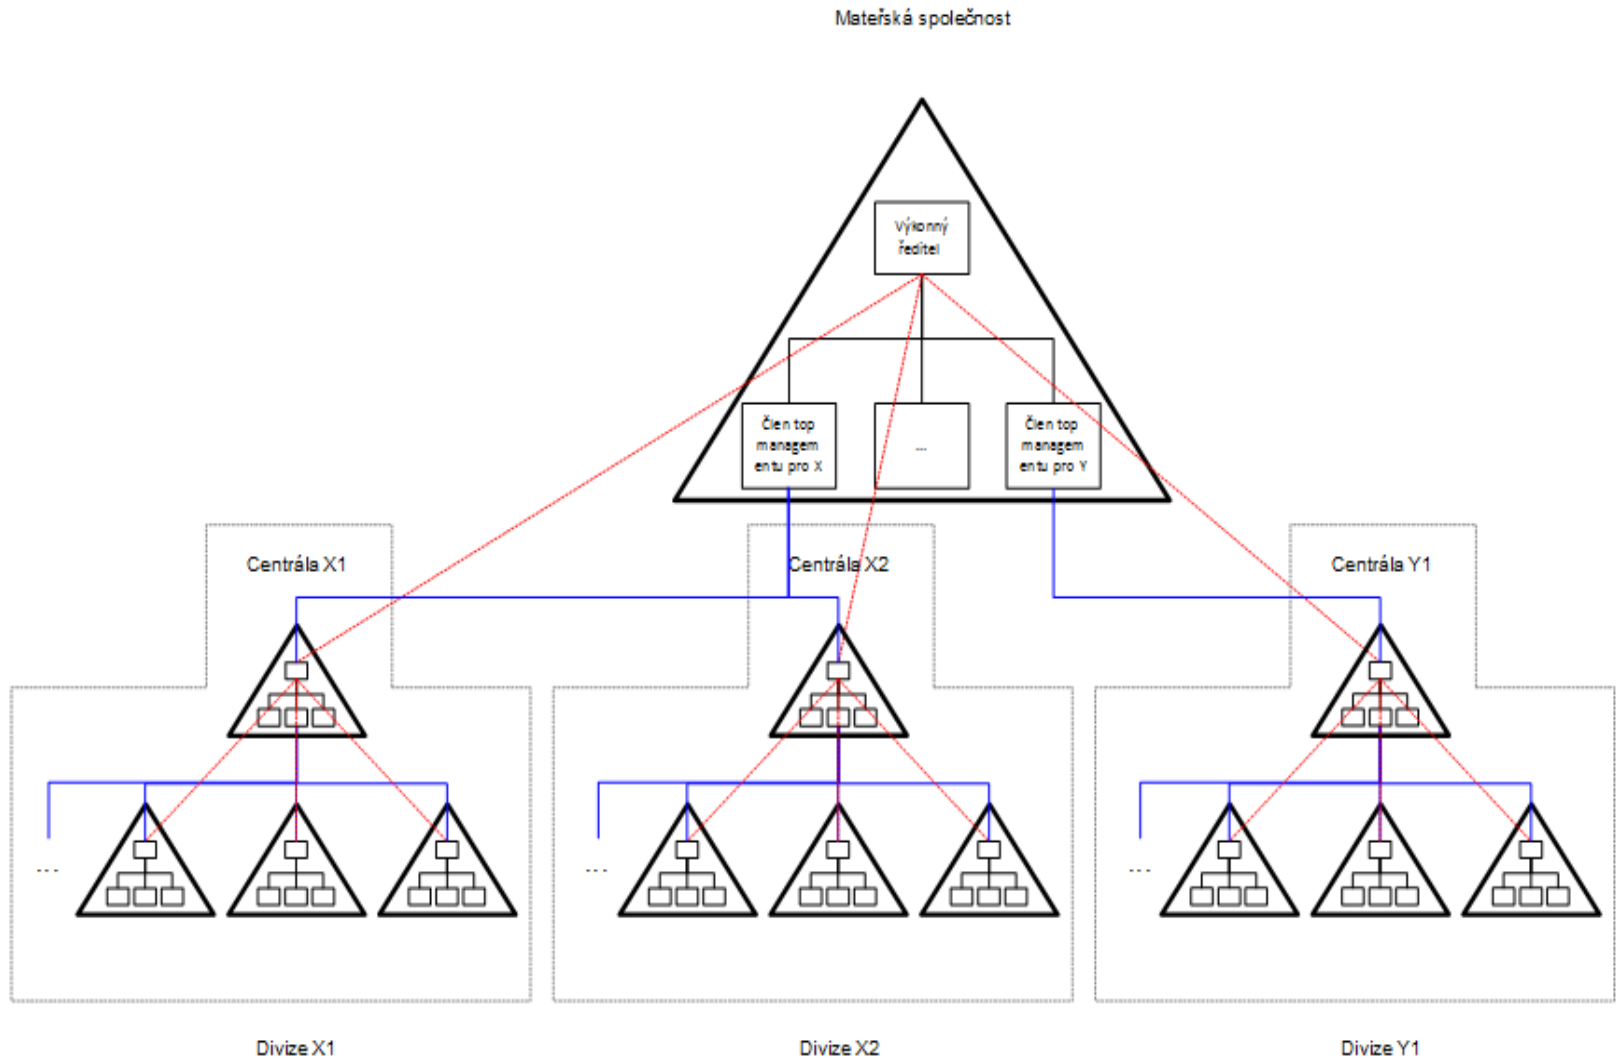 Mateřská společnost
Výkonný
ředitel
Člen top
managem
entu pro X
...
Člen top
managem
entu pro Y
Centrála X1
Centrála X2
Centrála Y1
...
...
...
Divize X1
Divize X2
Divize Y1